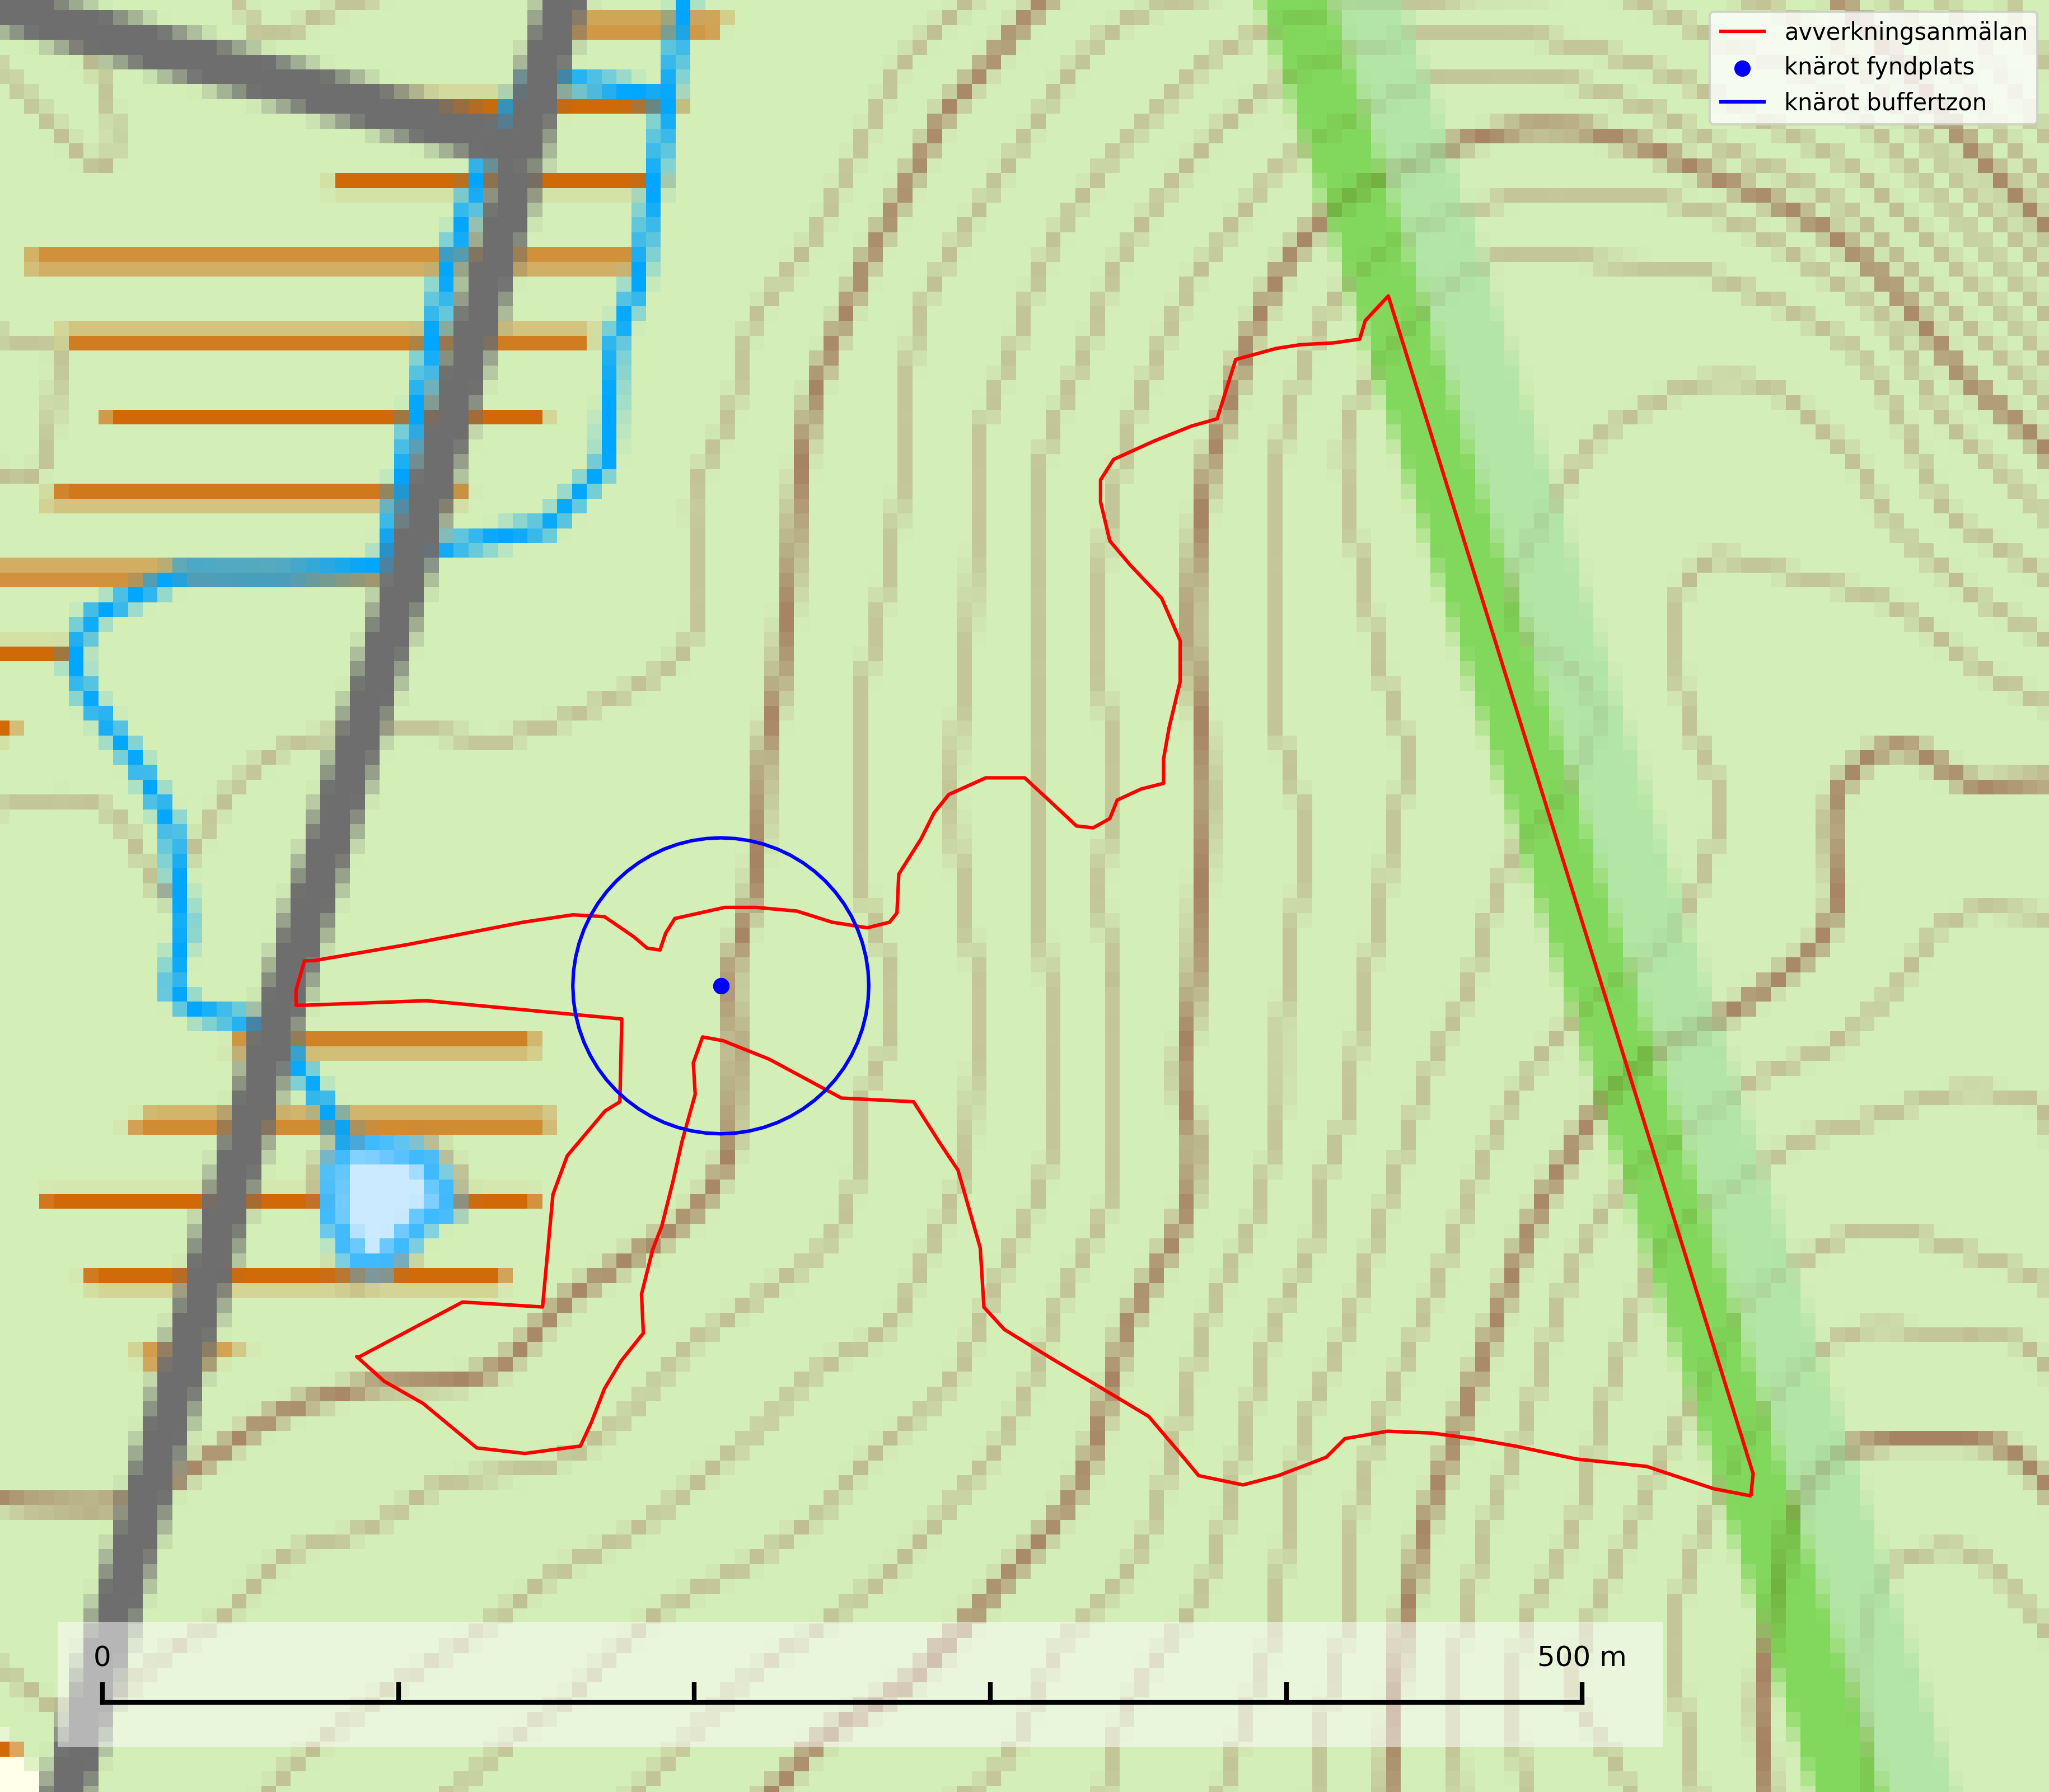 avverkningsanmälan
knärot fyndplats
knärot buffertzon
0
500 m